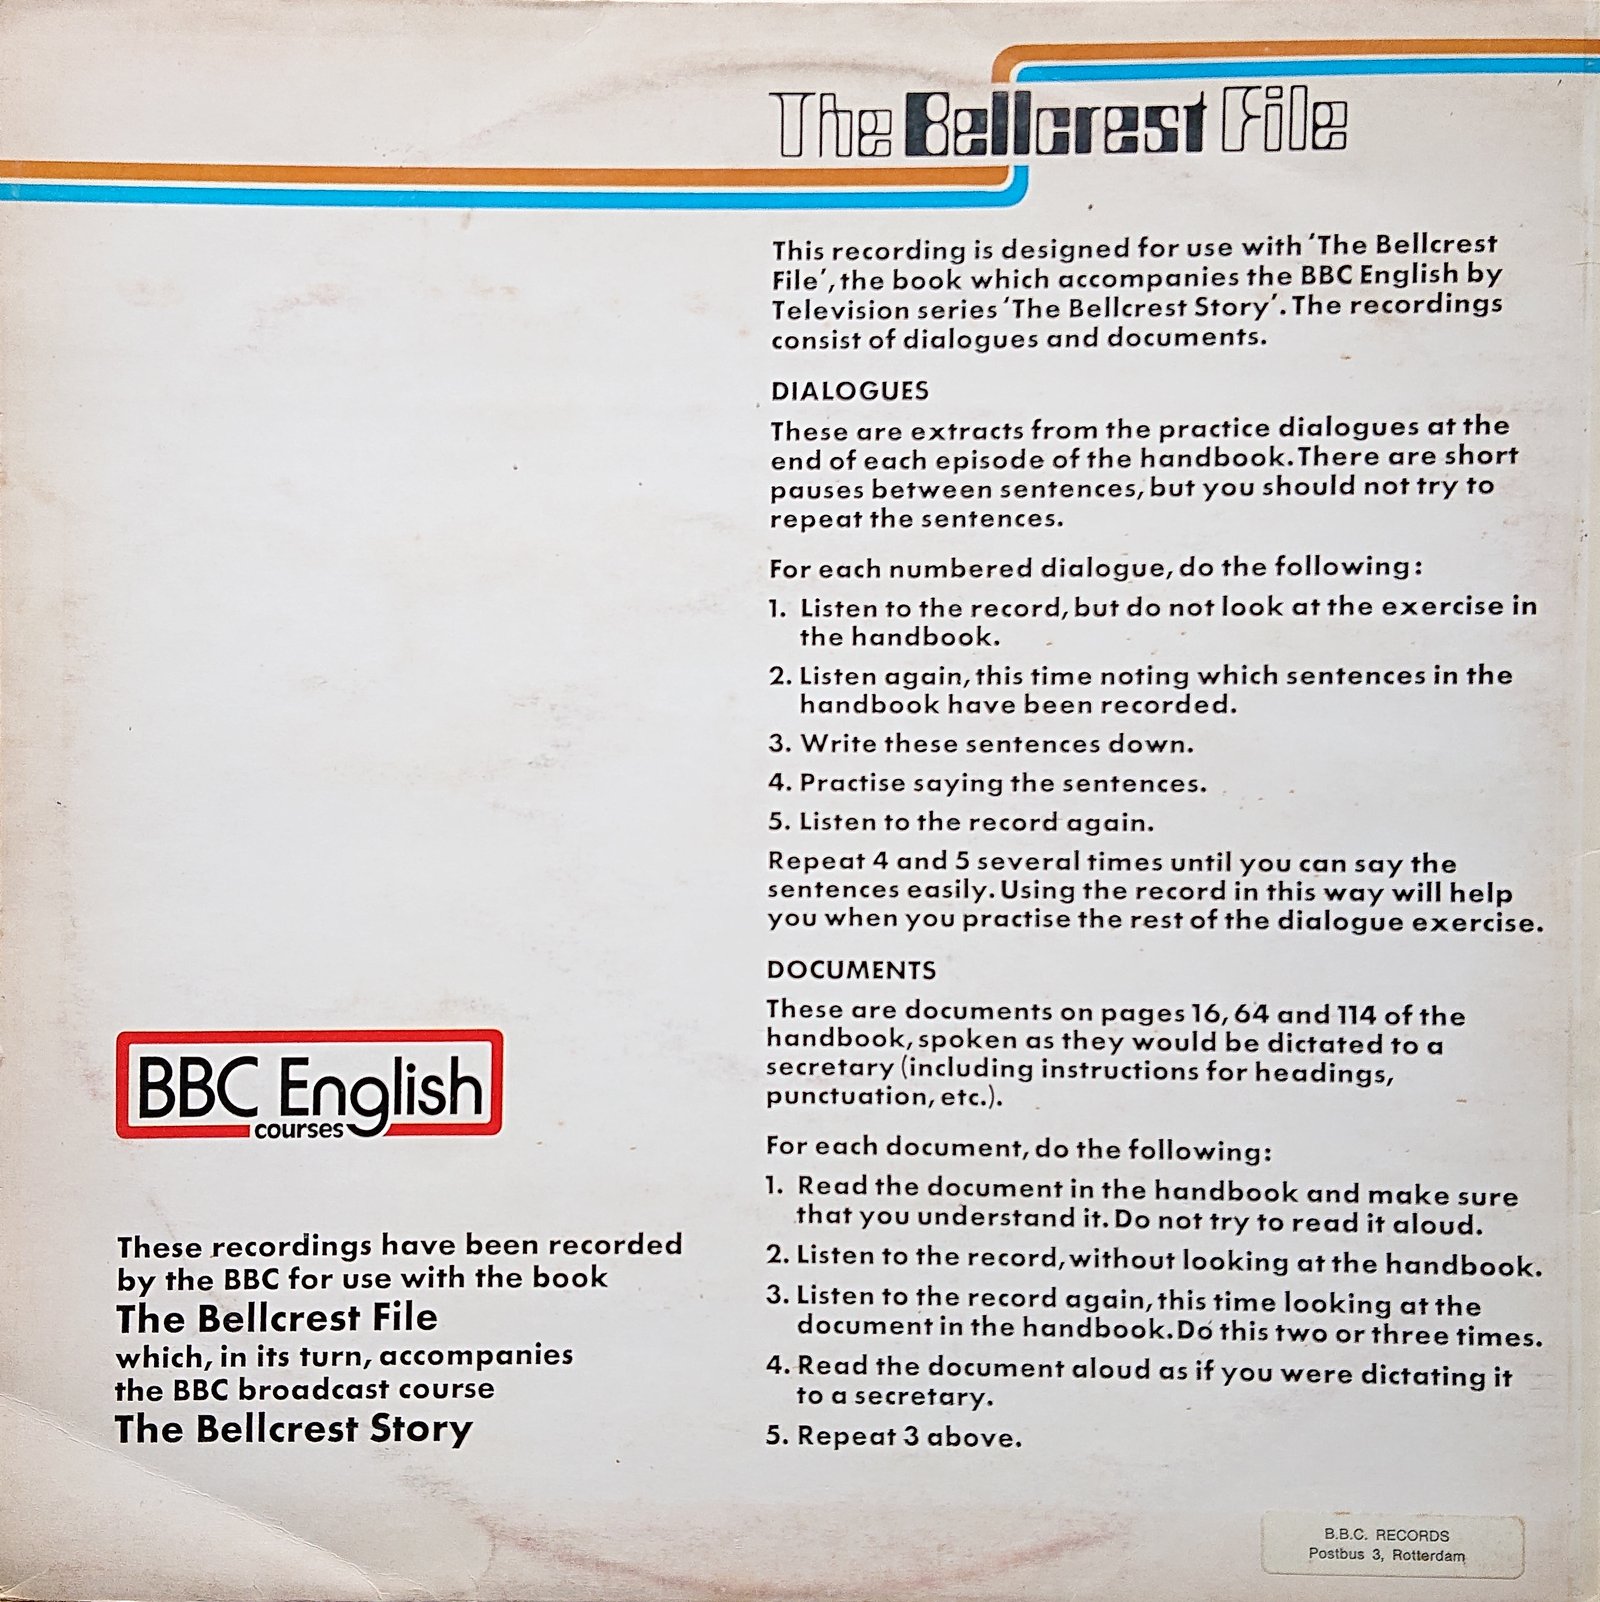 The Bellcrest File
This recording is designed for use with ‘The Bellcrest
File’, the book which accompanies the BBC English by
Television series ‘The Bellcrest Story’. The recordings
consist of dialogues and documents.
DIALOGUES
These are extracts from the practice dialogues at the
end of each episode of the handbook. There are short
pauses between sentences, but you should not try to
repeat the sentences.
For each numbered dialogue, do the following:
1. Listen to the record, but do not look at the exercise in
the handbook.
2. Listen again, this time noting which sentences in the
handbook have been recorded.
3. Write these sentences down.
4. Practise saying the sentences.
5. Listen to the record again.
Repeat 4 and 5 several times until you can say the
sentences easily. Using the record in this way will help
you when you practise the rest of the dialogue exercise.
DOCUMENTS
These are documents on pages 16, 64 and 114 of the
handbook, spoken as they would be dictated to a
secretary (including instructions for headings,
punctuation, etc.).
For each document, do the following:
1. Read the document in the handbook and make sure
that you understand it. Do not try to read it aloud.
2. Listen to the record, without looking at the handbook.
3. Listen to the record again, this time looking at the
document in the handbook. Do this two or three times.
4. Read the document aloud as if you were dictating it
to a secretary.
5. Repeat 3 above.
BBC English
courses
These recordings have been recorded
by the BBC for use with the book
The Bellcrest File
which, in its turn, accompanies
the BBC broadcast course
The Bellcrest Story
B.B.C. RECORDS
Postbus 3, Rotterdam